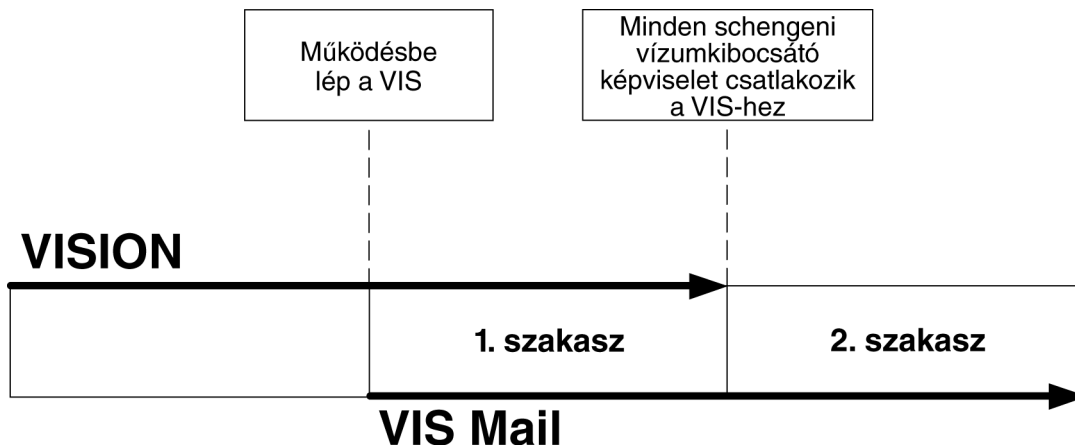 Működésbe
lép a VIS
Minden schengeni
vízumkibocsátó
képviselet csatlakozik
a VIS-hez
VISION
1. szakasz
2. szakasz
VIS Mail